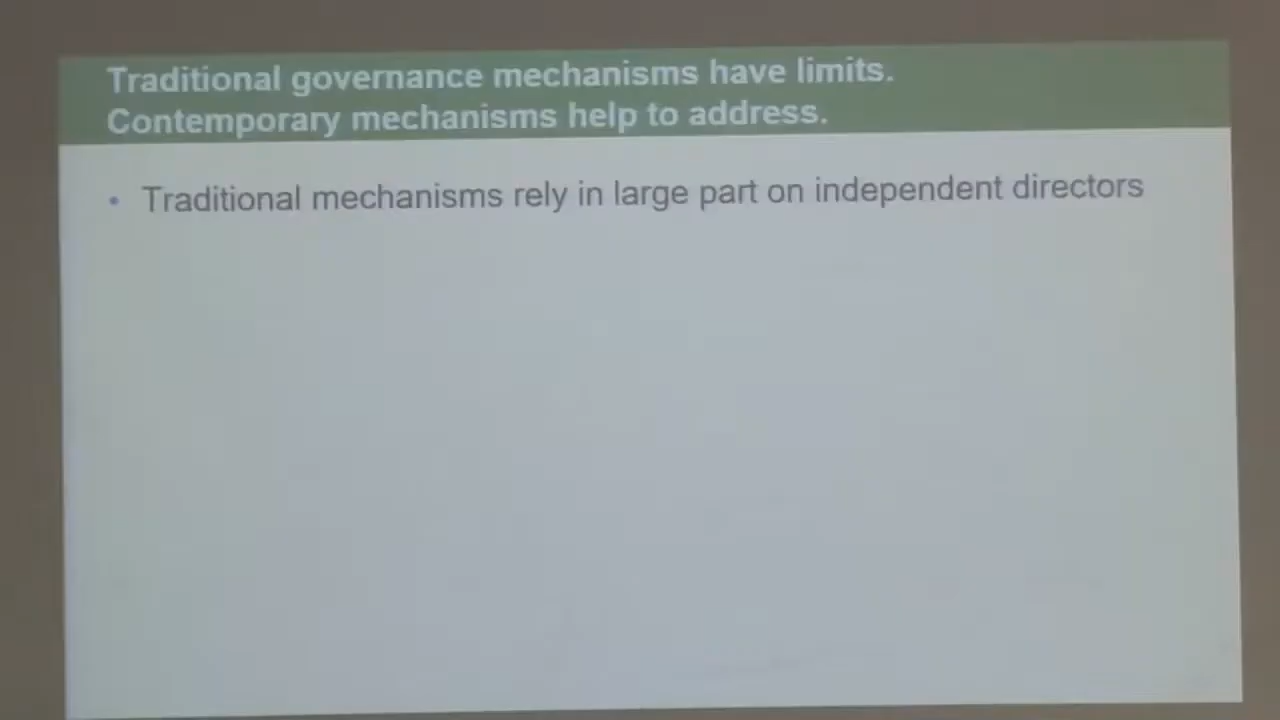 Traditional governance mechanisms have limits.
Contemporary mechanisms help to address.
• Traditional mechanisms rely in large part on independent directors